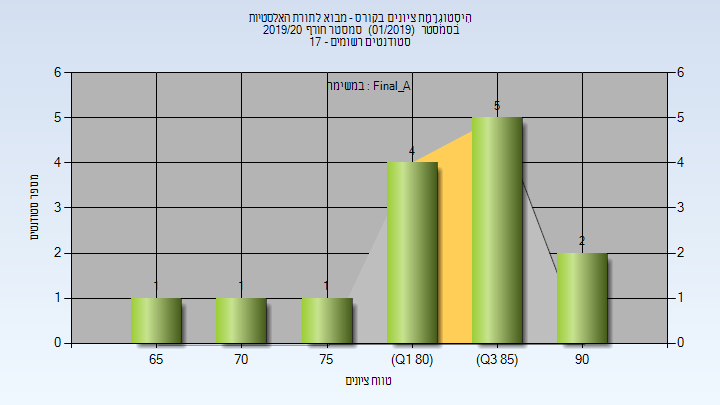 היסטוגרמת ציונים בקורס - מבוא לתורת האלסטיות
בסמסטר (01/2019) סמסטר חורף 2019/20
סטודנטים רשומים - 17
במשימה : Final_A
6 6
5 5
4 4
3 3
2 2
1 1
0 0
1 1 1 4 5 2
מספר סטודנטים
65 70 75 (Q1 80) (Q3 85) 90
טווח ציונים